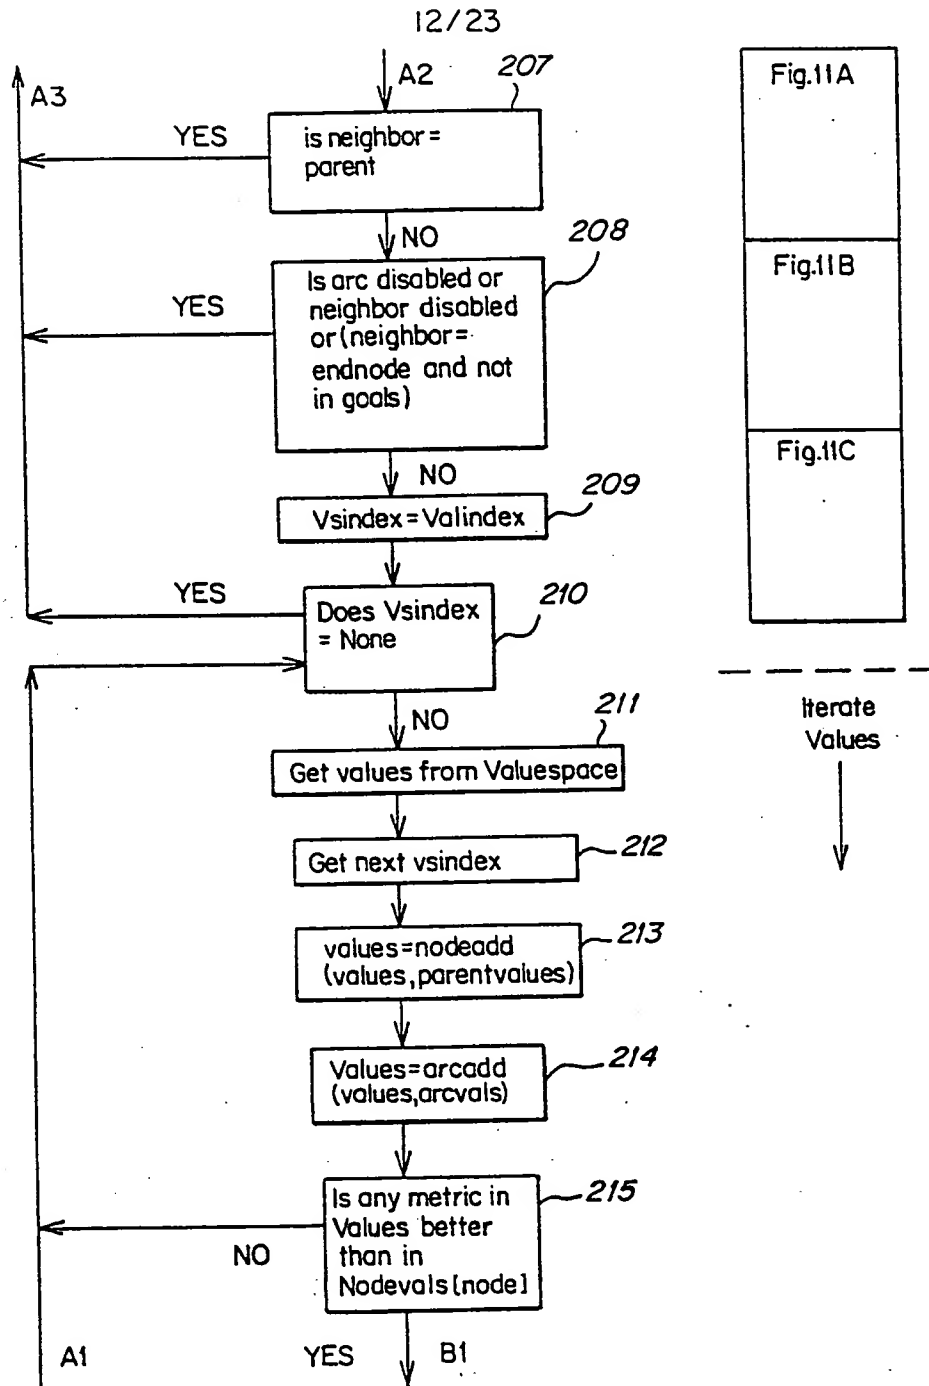 12/23
A3
A2
207
YES
is neighbor=
parent
NO
208
YES
Is arc disabled or
neighbor disabled
or (neighbor=
endnode and not
in goals)
NO
209
Vsindex=Valindex
YES
210
Does Vsindex
= None
NO
211
Get values from Valuespace
212
Get next vsindex
213
values=nodeadd
(values,parentvalues)
214
Values=arcadd
(values,arcvals)
215
Is any metric in
Values better
than in
Nodevals[node]
NO
A1
YES
B1
Fig.11A
Fig.11B
Fig.11C
Iterate
Values